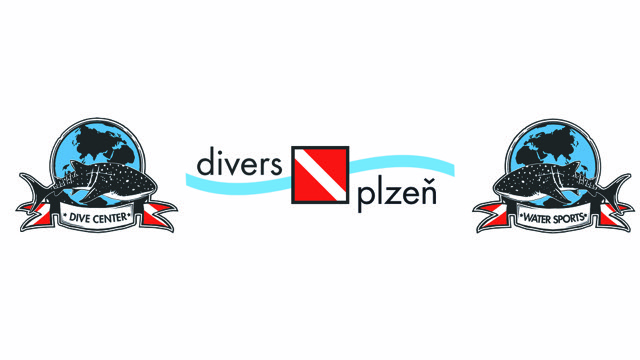 * DIVE CENTER *
divers
plzeň
* WATER SPORTS *